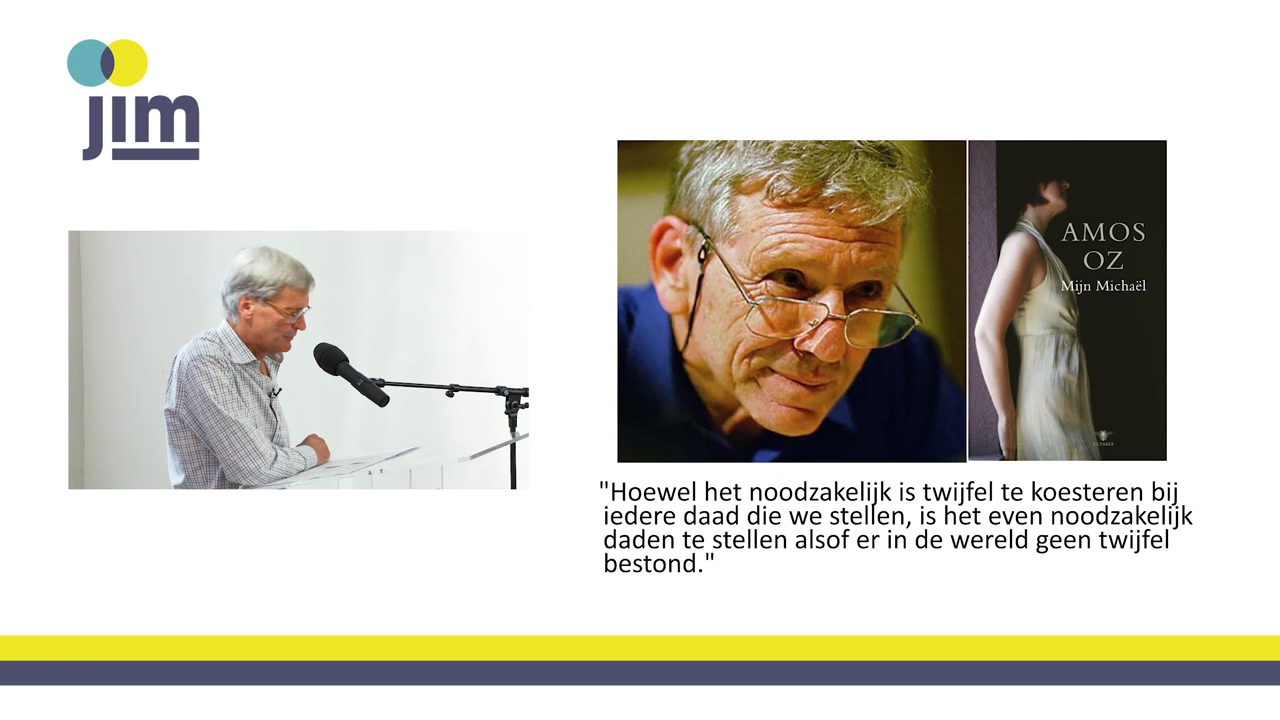 jim
AMOS
OZ
Mijn Michaël
"Hoewel het noodzakelijk is twijfel te koesteren bij
iedere daad die we stellen, is het even noodzakelijk
daden te stellen alsof er in de wereld geen twijfel
bestond."